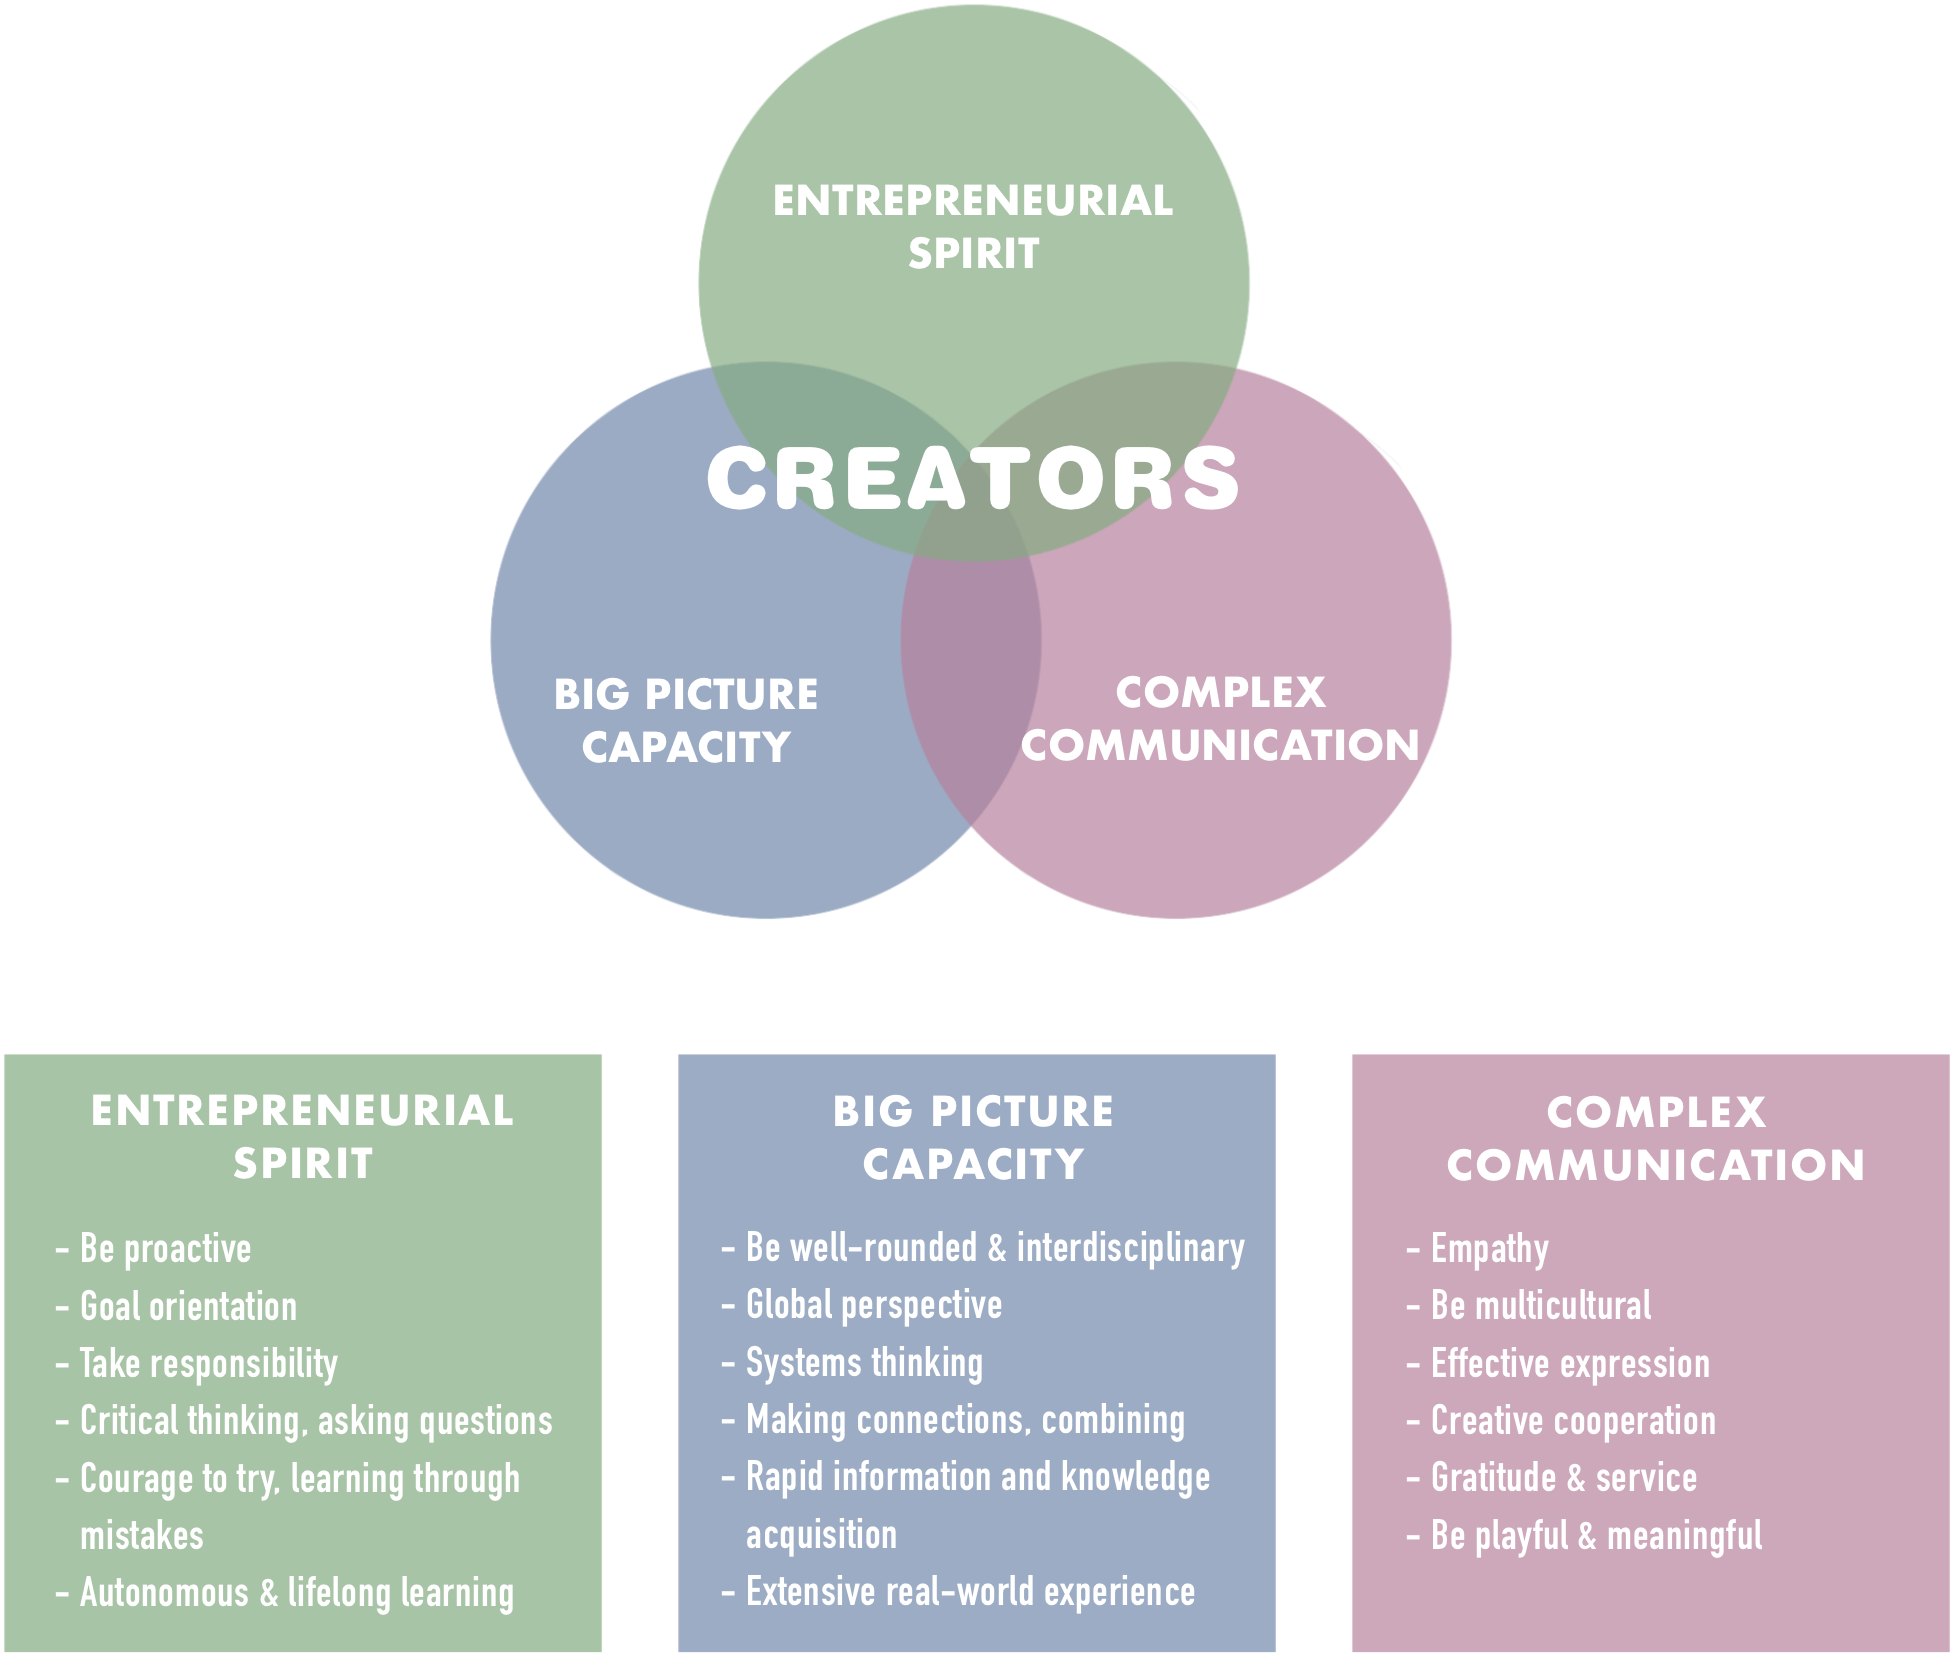 ENTREPRENEURIAL
SPIRIT
CREATORS
BIG PICTURE
CAPACITY
COMPLEX
COMMUNICATION
ENTREPRENEURIAL
SPIRIT
- Be proactive
- Goal orientation
- Take responsibility
- Critical thinking, asking questions
- Courage to try, learning through
mistakes
- Autonomous & lifelong learning
BIG PICTURE
CAPACITY
- Be well-rounded & interdisciplinary
- Global perspective
- Systems thinking
- Making connections, combining
- Rapid information and knowledge
acquisition
- Extensive real-world experience
COMPLEX
COMMUNICATION
- Empathy
- Be multicultural
- Effective expression
- Creative cooperation
- Gratitude & service
- Be playful & meaningful